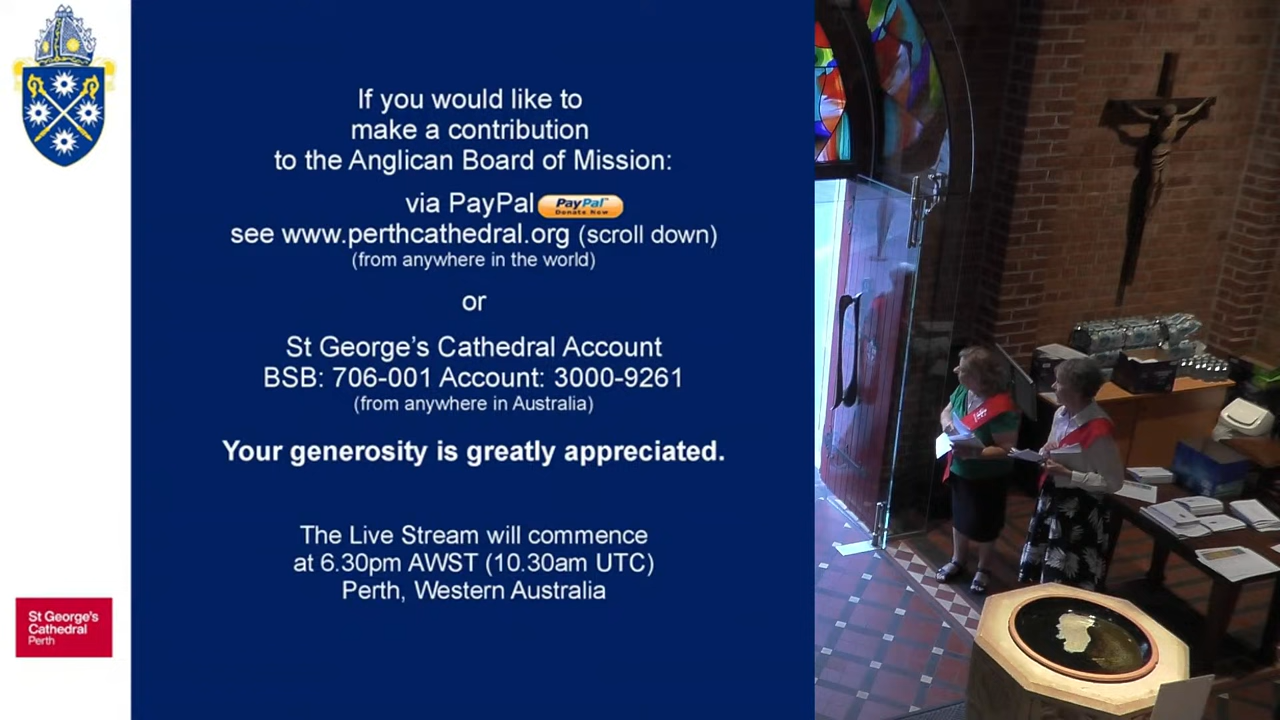 If you would like to
make a contribution
to the Anglican Board of Mission:
via PayPal PayPal Donate Now
see www.perthcathedral.org (scroll down)
(from anywhere in the world)
or
St George’s Cathedral Account
BSB: 706-001 Account: 3000-9261
(from anywhere in Australia)
Your generosity is greatly appreciated.
The Live Stream will commence
at 6.30pm AWST (10.30am UTC)
Perth, Western Australia
St George's
Cathedral
Perth